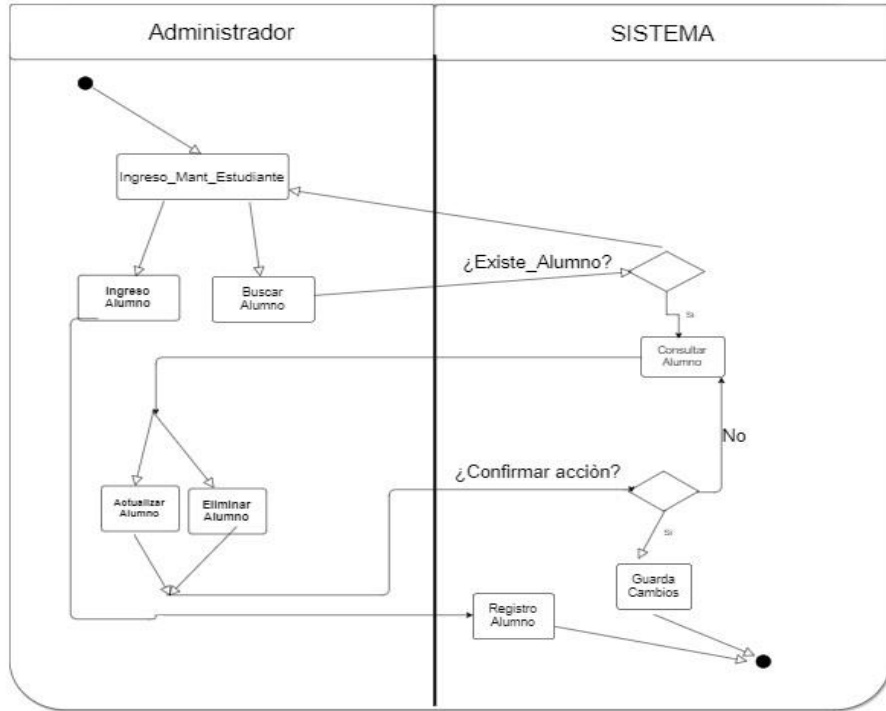 Administrador
SISTEMA
Ingreso_Mant_Estudiante
¿Existe_Alumno?
Ingreso
Alumno
Buscar
Alumno
Si
Consultar
Alumno
No
¿Confirmar acciòn?
Actualizar
Alumno
Eliminar
Alumno
Si
Guarda
Cambios
Registro
Alumno